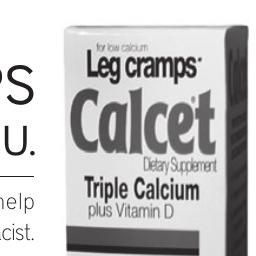 PS
U.
help
cist.
for low calcium
Leg cramps*
Calcet®
Dietary Supplement
Triple Calcium
plus Vitamin D